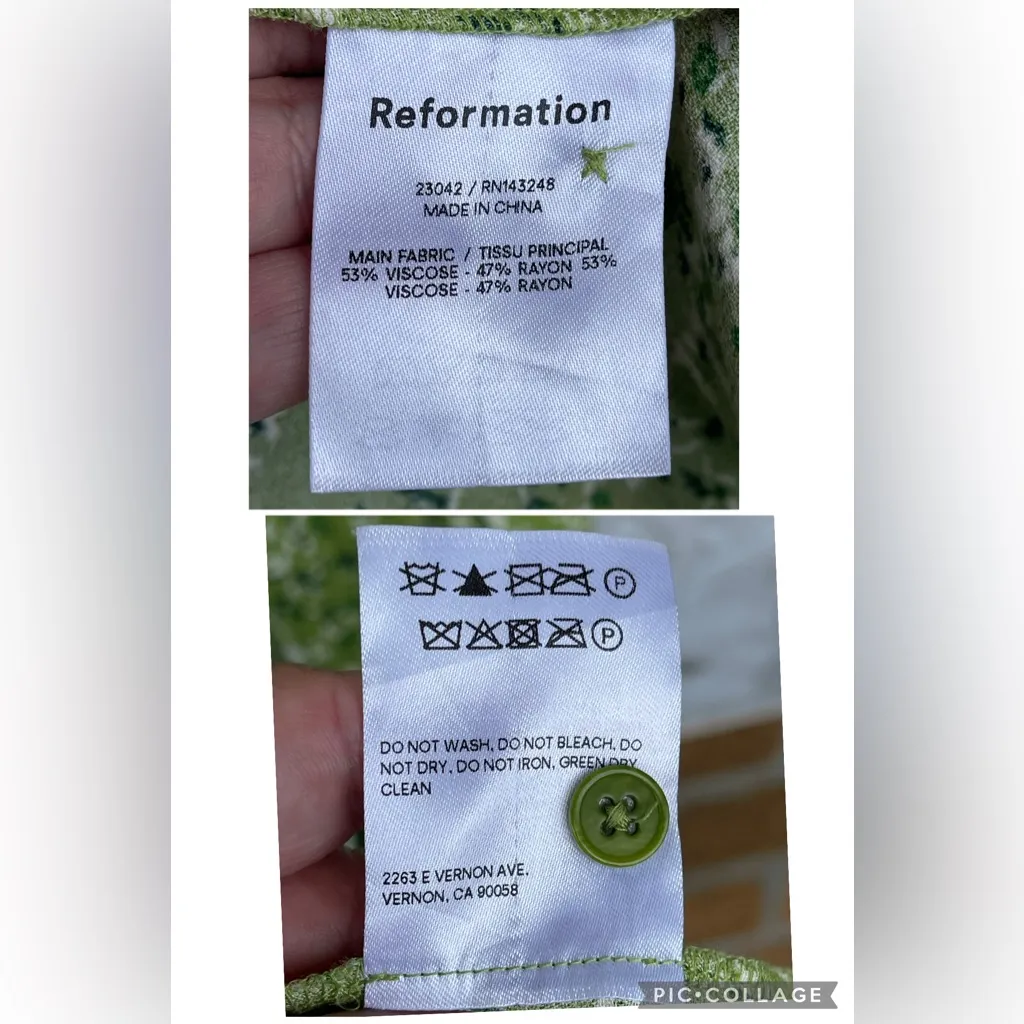 Reformation
23042 / RN143248
MADE IN CHINA
MAIN FABRIC / TISSU PRINCIPAL
53% VISCOSE - 47% RAYON 53%
VISCOSE - 47% RAYON
P
P
DO NOT WASH, DO NOT BLEACH, DO
NOT DRY, DO NOT IRON, GREEN DRY
CLEAN
2263 E VERNON AVE.
VERNON, CA 90058
PIC•COLLAGE